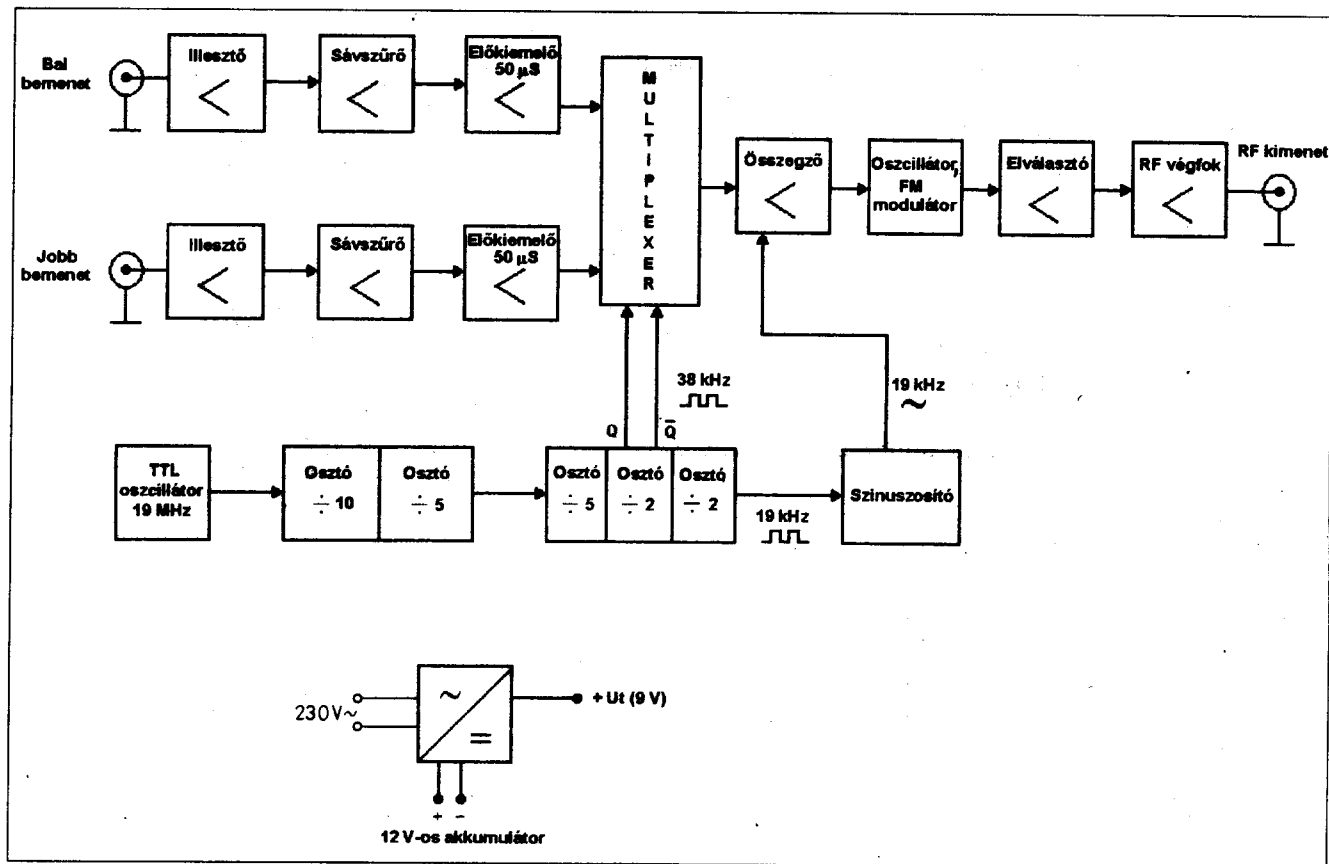 Bal
bemenet
Illesztő
Sávszűrő
Előkiemelő
50 µS
MULTIPLEXER
Összegző
Oszcillátor,
FM
modulátor
Elválasztó
RF végfok
RF kimenet
Jobb
bemenet
Illesztő
Sávszűrő
Előkiemelő
50 µS
38 kHz
19 kHz
~
Q
Q̅
TTL
oszcillátor
19 MHz
Osztó
÷ 10
Osztó
÷ 5
Osztó
÷ 5
Osztó
÷ 2
Osztó
÷ 2
19 kHz
Szinuszosító
230V~
~
=
+ Ut (9 V)
+ −
12 V-os akkumulátor